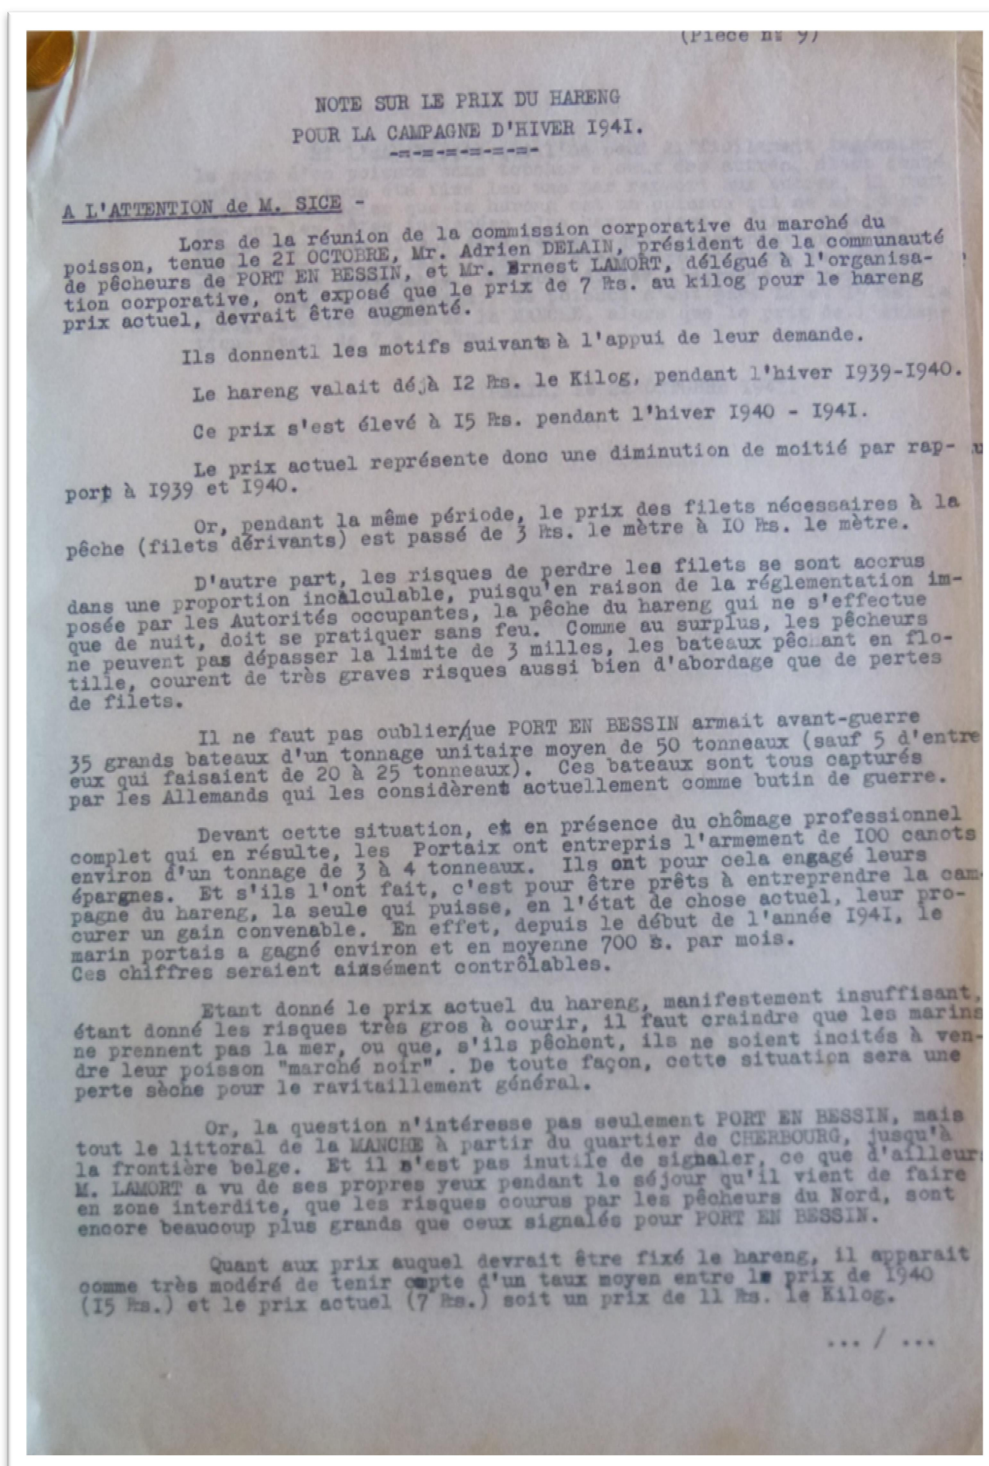 (Pièce n° 9)
NOTE SUR LE PRIX DU HARENG
POUR LA CAMPAGNE D'HIVER I94I.
-=-=-=-=-=-=-=-
A L'ATTENTION de M. SICE -
Lors de la réunion de la commission corporative du marché du
poisson, tenue le 2I OCTOBRE, Mr. Adrien DELAIN, président de la communauté
de pêcheurs de PORT EN BESSIN, et Mr. Ernest LAMORT, délégué à l'organisa-
tion corporative, ont exposé que le prix de 7 Frs. au kilog pour le hareng
prix actuel, devrait être augmenté.
Ils donnentl les motifs suivants à l'appui de leur demande.
Le hareng valait déjà I2 Frs. le Kilog, pendant l'hiver I939-I940.
Ce prix s'est élevé à I5 Frs. pendant l'hiver I940 - I94I.
Le prix actuel représente donc une diminution de moitié par rap-
port à I939 et I940.
Or, pendant la même période, le prix des filets nécessaires à la
pêche (filets dérivants) est passé de 3 Frs. le mètre à I0 Frs. le mètre.
D'autre part, les risques de perdre les filets se sont accrus
dans une proportion incalculable, puisqu'en raison de la réglementation im-
posée par les Autorités occupantes, la pêche du hareng qui ne s'effectue
que de nuit, doit se pratiquer sans feu. Comme au surplus, les pêcheurs
ne peuvent pas dépasser la limite de 3 milles, les bateaux pêchant en flo-
tille, courent de très graves risques aussi bien d'abordage que de pertes
de filets.
Il ne faut pas oublier/que PORT EN BESSIN armait avant-guerre
35 grands bateaux d'un tonnage unitaire moyen de 50 tonneaux (sauf 5 d'entre
eux qui faisaient de 20 à 25 tonneaux). Ces bateaux sont tous capturés
par les Allemands qui les considèrent actuellement comme butin de guerre.
Devant cette situation, et en présence du chômage professionnel
complet qui en résulte, les Portaix ont entrepris l'armement de I00 canots
environ d'un tonnage de 3 à 4 tonneaux. Ils ont pour cela engagé leurs
épargnes. Et s'ils l'ont fait, c'est pour être prêts à entreprendre la cam-
pagne du hareng, la seule qui puisse, en l'état de chose actuel, leur pro-
curer un gain convenable. En effet, depuis le début de l'année I94I, le
marin portais a gagné environ et en moyenne 700 s. par mois.
Ces chiffres seraient ainsément contrôlables.
Etant donné le prix actuel du hareng, manifestement insuffisant,
étant donné les risques très gros à courir, il faut craindre que les marins
ne prennent pas la mer, ou que, s'ils pêchent, ils ne soient incités à ven-
dre leur poisson "marché noir" . De toute façon, cette situation sera une
perte sèche pour le ravitaillement général.
Or, la question n'intéresse pas seulement PORT EN BESSIN, mais
tout le littoral de la MANCHE à partir du quartier de CHERBOURG, jusqu'à
la frontière belge. Et il n'est pas inutile de signaler, ce que d'ailleur
M. LAMORT a vu de ses propres yeux pendant le séjour qu'il vient de faire
en zone interdite, que les risques courus par les pêcheurs du Nord, sont
encore beaucoup plus grands que ceux signalés pour PORT EN BESSIN.
Quant aux prix auquel devrait être fixé le hareng, il apparait
comme très modéré de tenir compte d'un taux moyen entre le prix de I940
(I5 Frs.) et le prix actuel (7 Frs.) soit un prix de 11 Frs. le Kilog.
... / ...